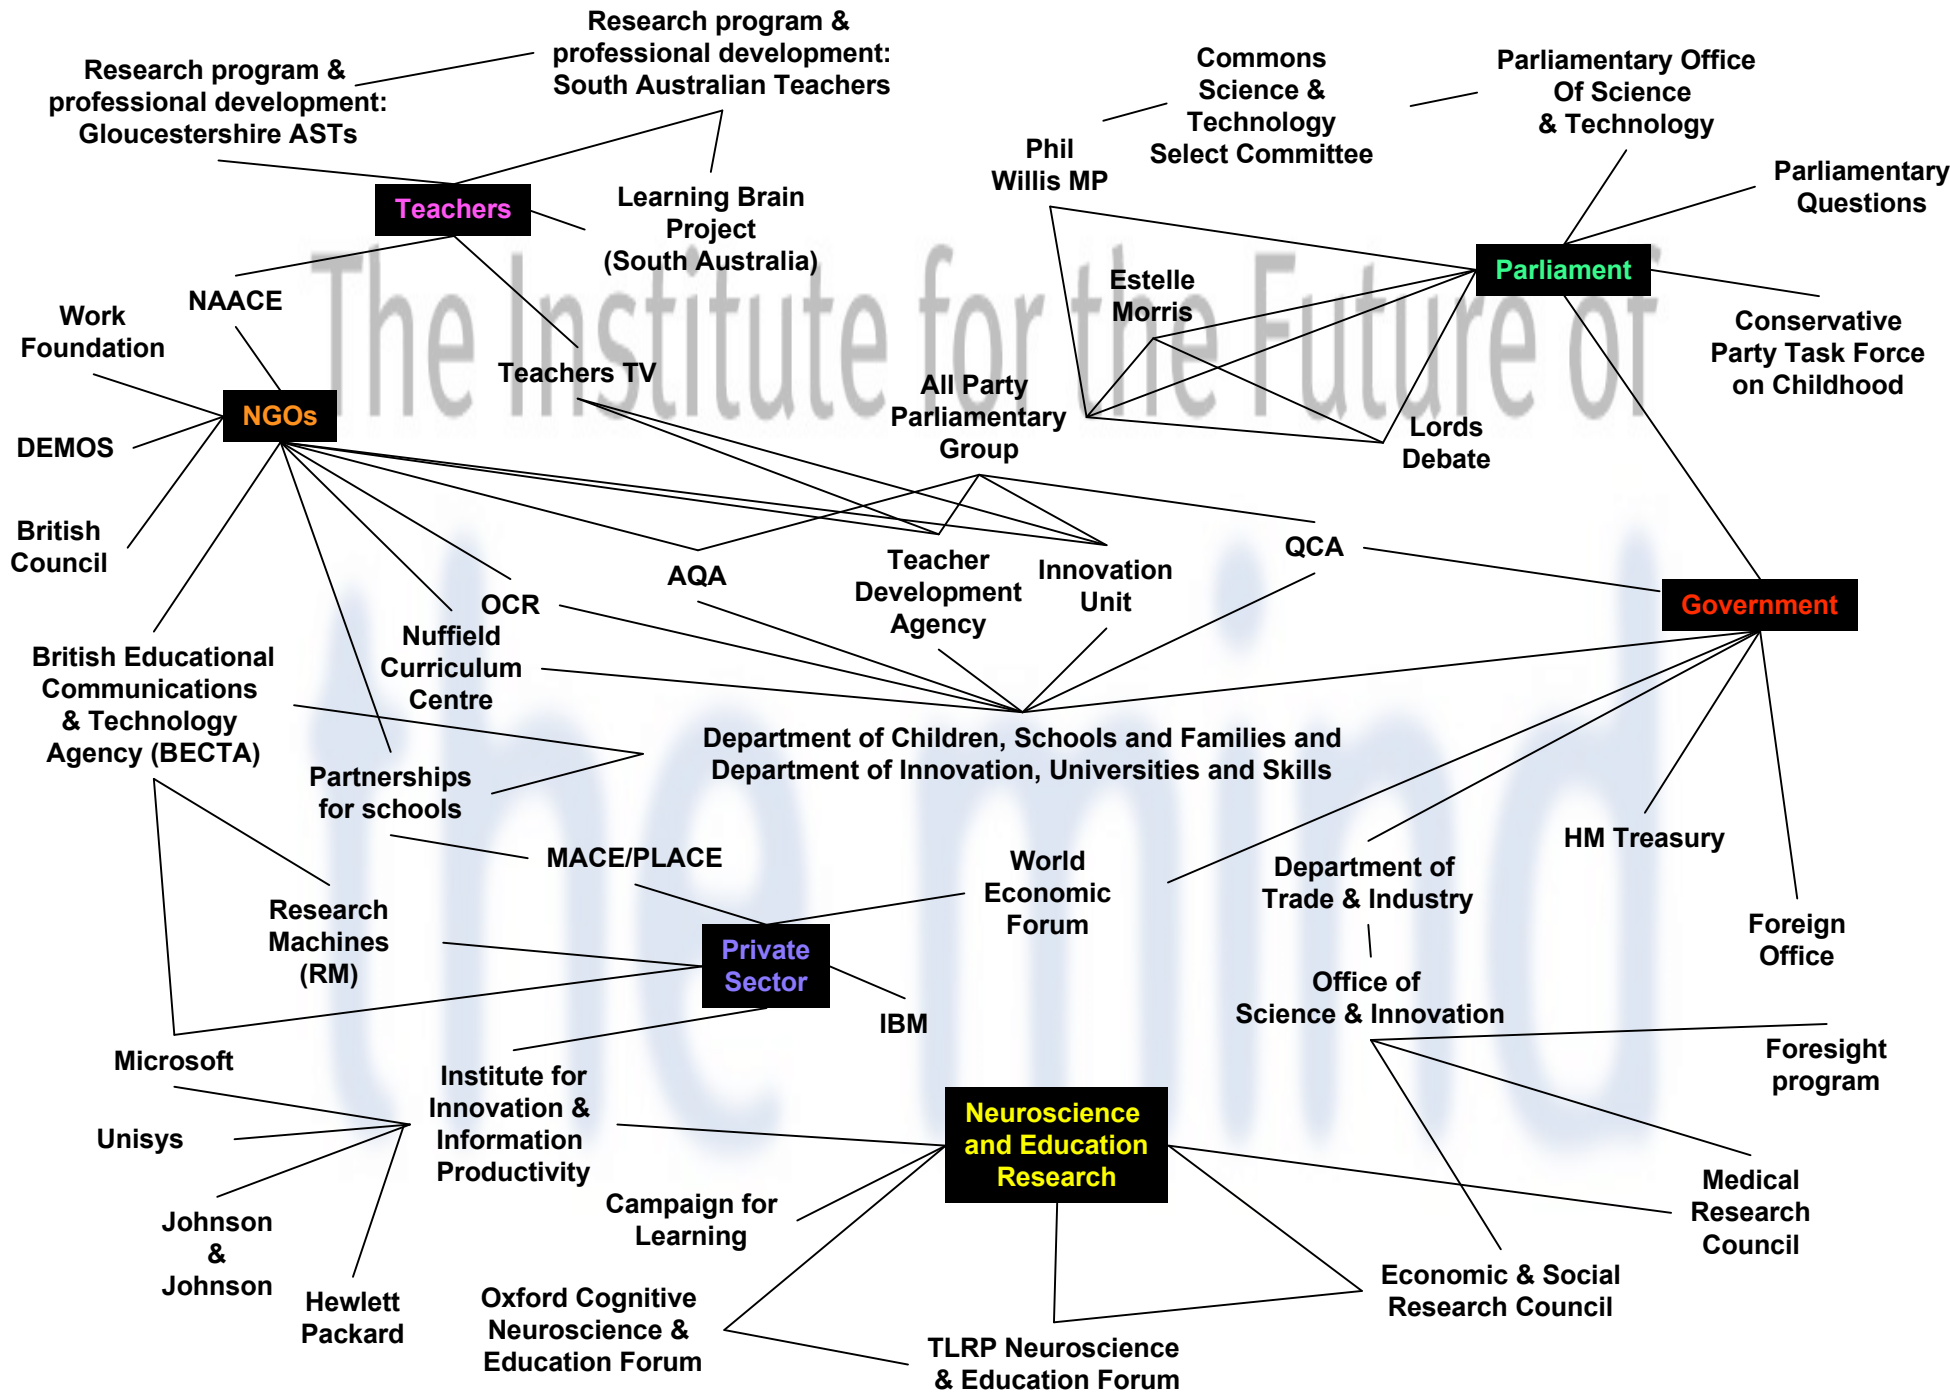 Research program &
professional development:
South Australian Teachers
Research program &
professional development:
Gloucestershire ASTs
Commons
Science &
Technology
Select Committee
Parliamentary Office
Of Science
& Technology
Phil
Willis MP
Parliamentary
Questions
Teachers
Learning Brain
Project
(South Australia)
Parliament
The Institute for the Future of
the mind
Estelle
Morris
NAACE
Work
Foundation
Conservative
Party Task Force
on Childhood
Teachers TV
All Party
Parliamentary
Group
NGOs
Lords
Debate
DEMOS
British
Council
AQA
Teacher
Development
Agency
Innovation
Unit
QCA
OCR
Government
Nuffield
Curriculum
Centre
British Educational
Communications
& Technology
Agency (BECTA)
Department of Children, Schools and Families and
Department of Innovation, Universities and Skills
Partnerships
for schools
MACE/PLACE
World
Economic
Forum
Department of
Trade & Industry
HM Treasury
Research
Machines
(RM)
Private
Sector
Foreign
Office
Office of
Science & Innovation
IBM
Microsoft
Institute for
Innovation &
Information
Productivity
Foresight
program
Unisys
Neuroscience
and Education
Research
Medical
Research
Council
Campaign for
Learning
Johnson
&
Johnson
Economic & Social
Research Council
Hewlett
Packard
Oxford Cognitive
Neuroscience &
Education Forum
TLRP Neuroscience
& Education Forum